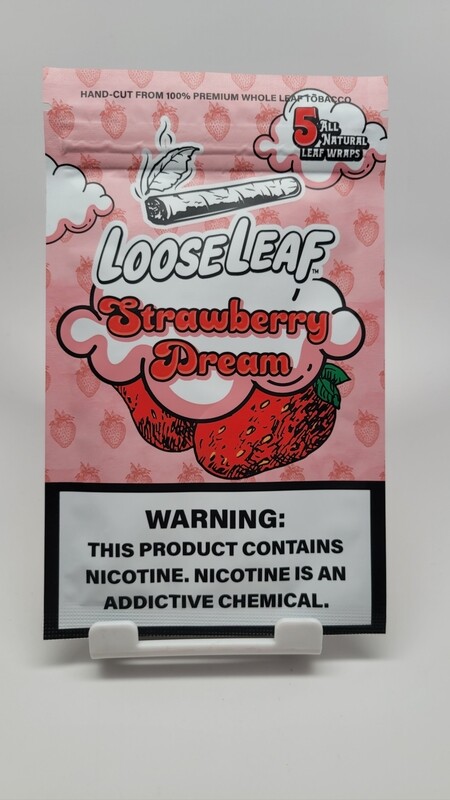 HAND-CUT FROM 100% PREMIUM WHOLE LEAF TOBACCO
5 ALL
NATURAL
LEAF WRAPS
LOOSELEAF™
Strawberry
Dream
WARNING:
THIS PRODUCT CONTAINS
NICOTINE. NICOTINE IS AN
ADDICTIVE CHEMICAL.